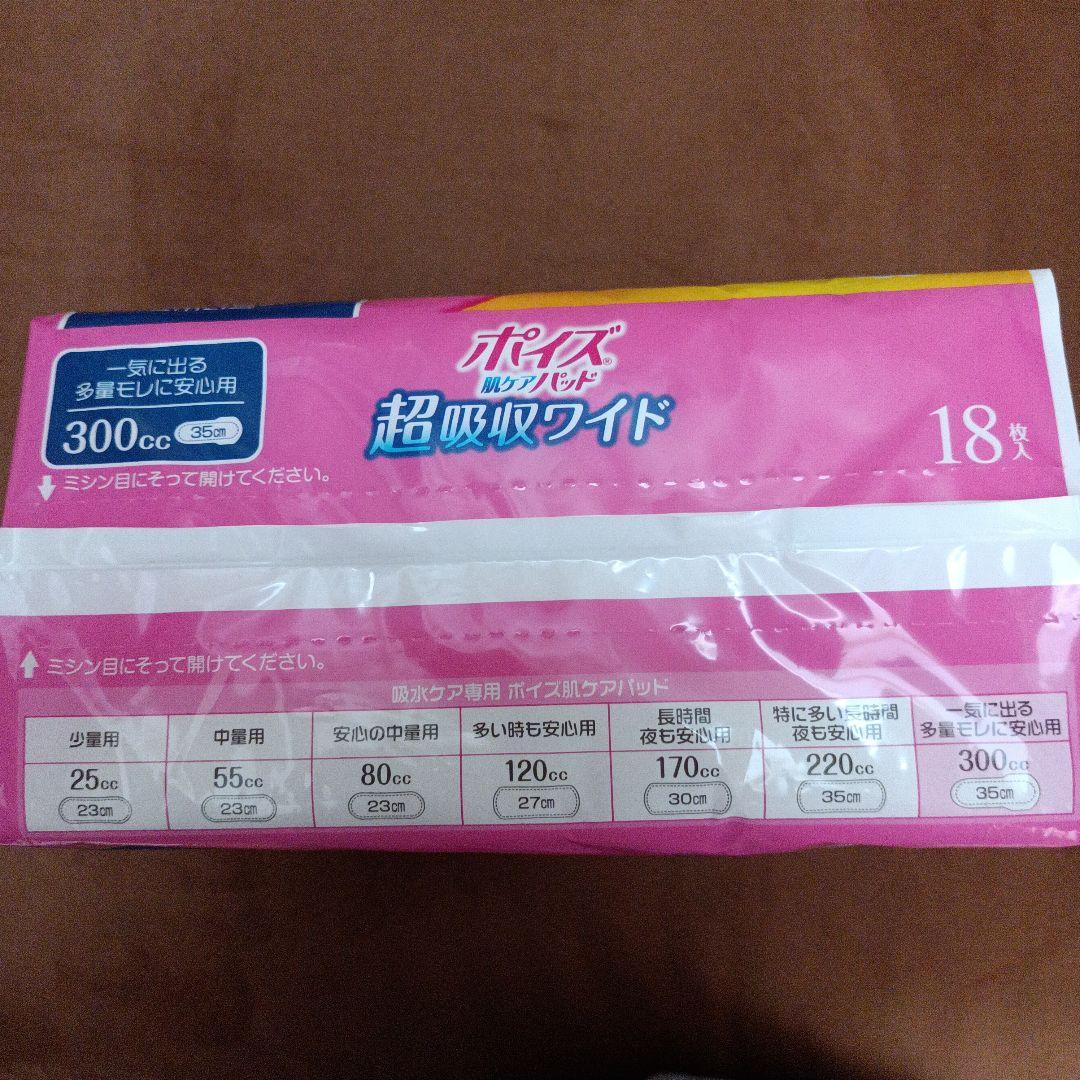 一気に出る
多量モレに安心用
300cc 35cm
ポイズ®
肌ケアパッド
超吸収ワイド
18枚入
ミシン目にそって開けてください。
ミシン目にそって開けてください。
吸水ケア専用 ポイズ肌ケアパッド
少量用 中量用 安心の中量用 多い時も安心用 長時間夜も安心用 特に多い長時間夜も安心用 一気に出る多量モレに安心用
25cc 55cc 80cc 120cc 170cc 220cc 300cc
23cm 23cm 23cm 27cm 30cm 35cm 35cm